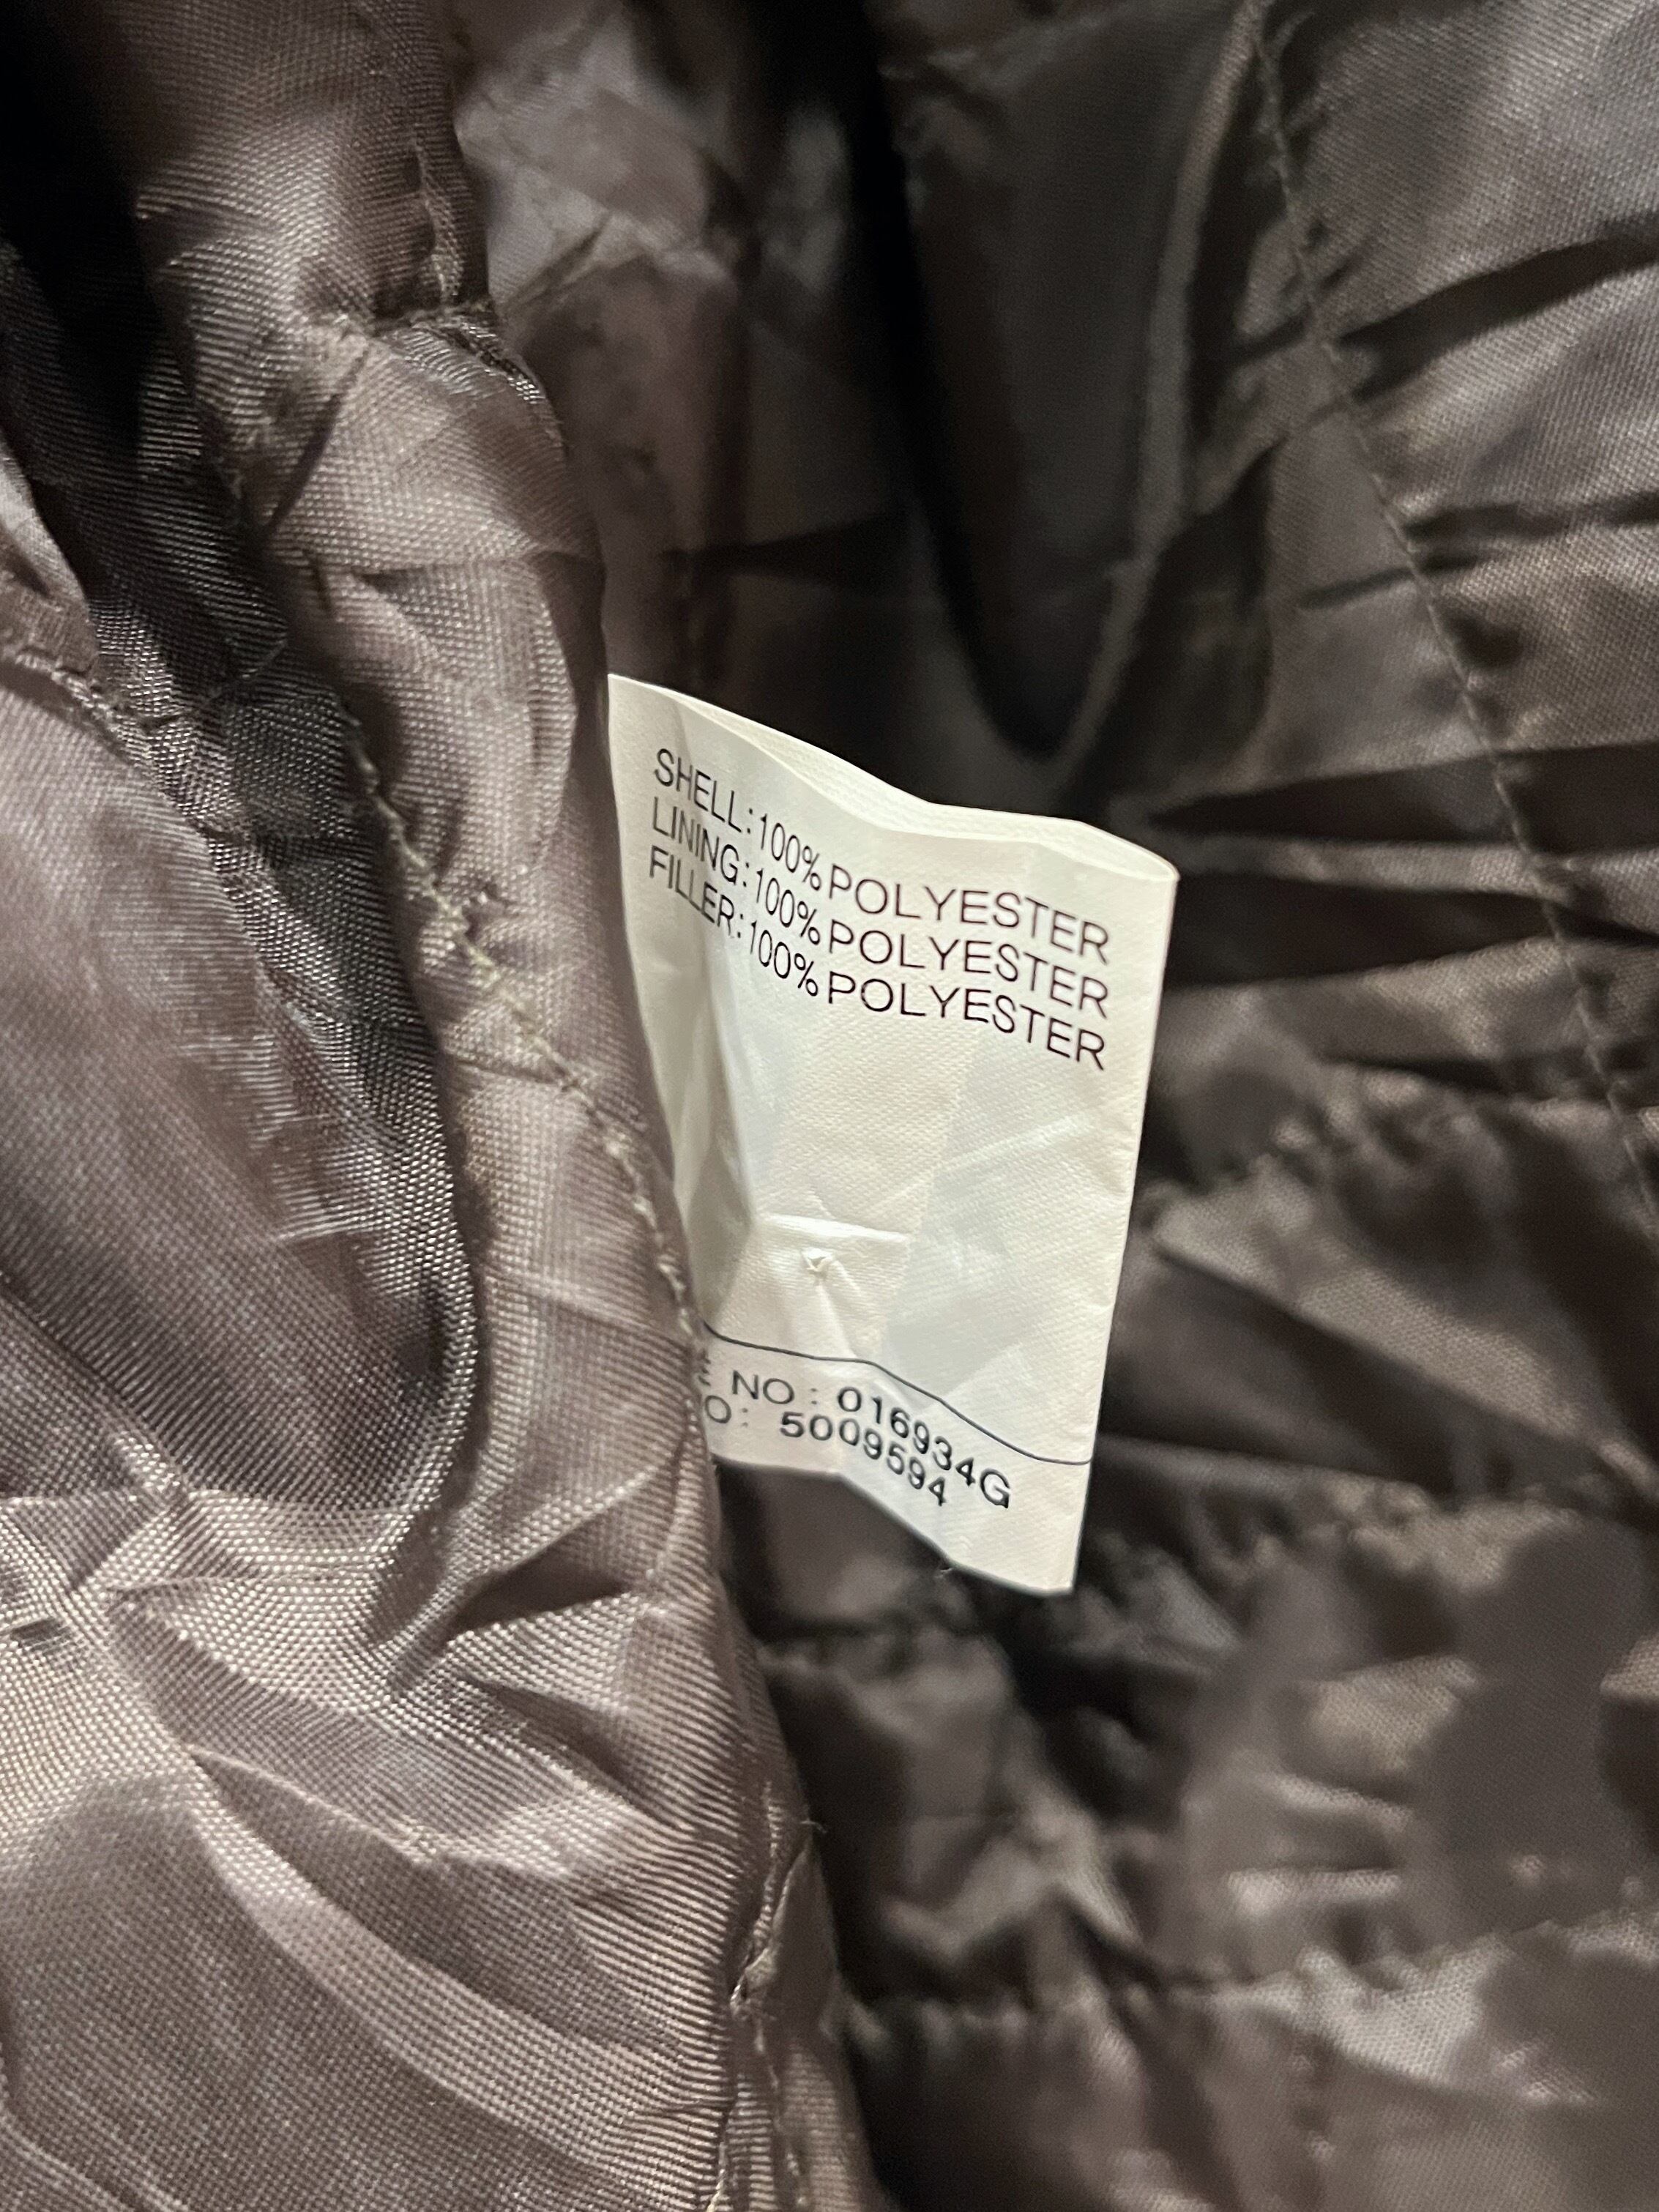 SHELL:100%POLYESTER
LINING:100%POLYESTER
FILLER:100%POLYESTER
NO: 016934G
5009594